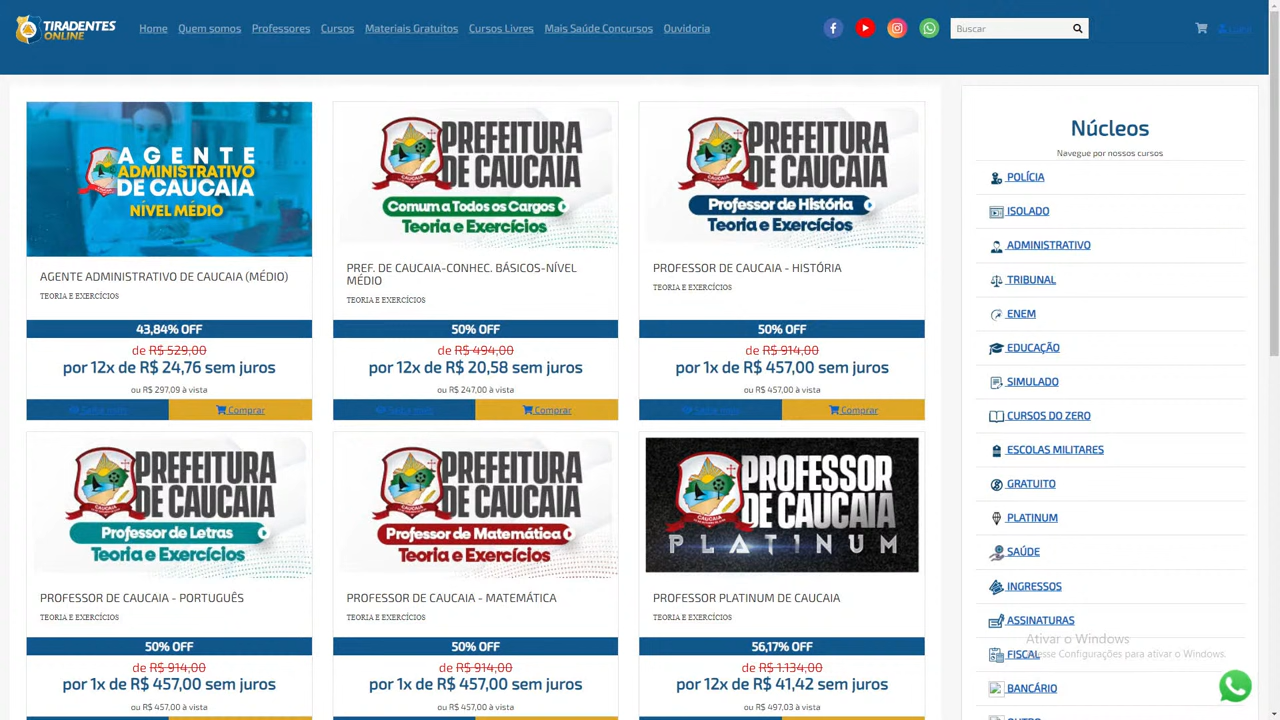 TIRADENTES
ONLINE
Home Quem somos Professores Cursos Materiais Gratuitos Cursos Livres Mais Saúde Concursos Ouvidoria
Buscar
AGENTE
ADMINISTRATIVO
DE CAUCAIA
NÍVEL MÉDIO
AGENTE ADMINISTRATIVO DE CAUCAIA (MÉDIO)
TEORIA E EXERCÍCIOS
43,84% OFF
de R$ 529,00
por 12x de R$ 24,76 sem juros
ou R$ 297,09 à vista
Saiba mais Comprar
PREFEITURA
DE CAUCAIA
Comum a Todos os Cargos
Teoria e Exercícios
PREF. DE CAUCAIA-CONHEC. BÁSICOS-NÍVEL
MÉDIO
TEORIA E EXERCÍCIOS
50% OFF
de R$ 494,00
por 12x de R$ 20,58 sem juros
ou R$ 247,00 à vista
Saiba mais Comprar
PREFEITURA
DE CAUCAIA
Professor de História
Teoria e Exercícios
PROFESSOR DE CAUCAIA - HISTÓRIA
TEORIA E EXERCÍCIOS
50% OFF
de R$ 914,00
por 1x de R$ 457,00 sem juros
ou R$ 457,00 à vista
Saiba mais Comprar
PREFEITURA
DE CAUCAIA
Professor de Letras
Teoria e Exercícios
PROFESSOR DE CAUCAIA - PORTUGUÊS
TEORIA E EXERCÍCIOS
50% OFF
de R$ 914,00
por 1x de R$ 457,00 sem juros
ou R$ 457,00 à vista
PREFEITURA
DE CAUCAIA
Professor de Matemática
Teoria e Exercícios
PROFESSOR DE CAUCAIA - MATEMÁTICA
TEORIA E EXERCÍCIOS
50% OFF
de R$ 914,00
por 1x de R$ 457,00 sem juros
ou R$ 457,00 à vista
PROFESSOR
DE CAUCAIA
PLATINUM
PROFESSOR PLATINUM DE CAUCAIA
TEORIA E EXERCÍCIOS
56,17% OFF
de R$ 1.134,00
por 12x de R$ 41,42 sem juros
ou R$ 497,03 à vista
Núcleos
Navegue por nossos cursos
POLÍCIA
ISOLADO
ADMINISTRATIVO
TRIBUNAL
ENEM
EDUCAÇÃO
SIMULADO
CURSOS DO ZERO
ESCOLAS MILITARES
GRATUITO
PLATINUM
SAÚDE
INGRESSOS
ASSINATURAS
Ativar o Windows
FISCAL
Configurações para ativar o Windows.
BANCÁRIO